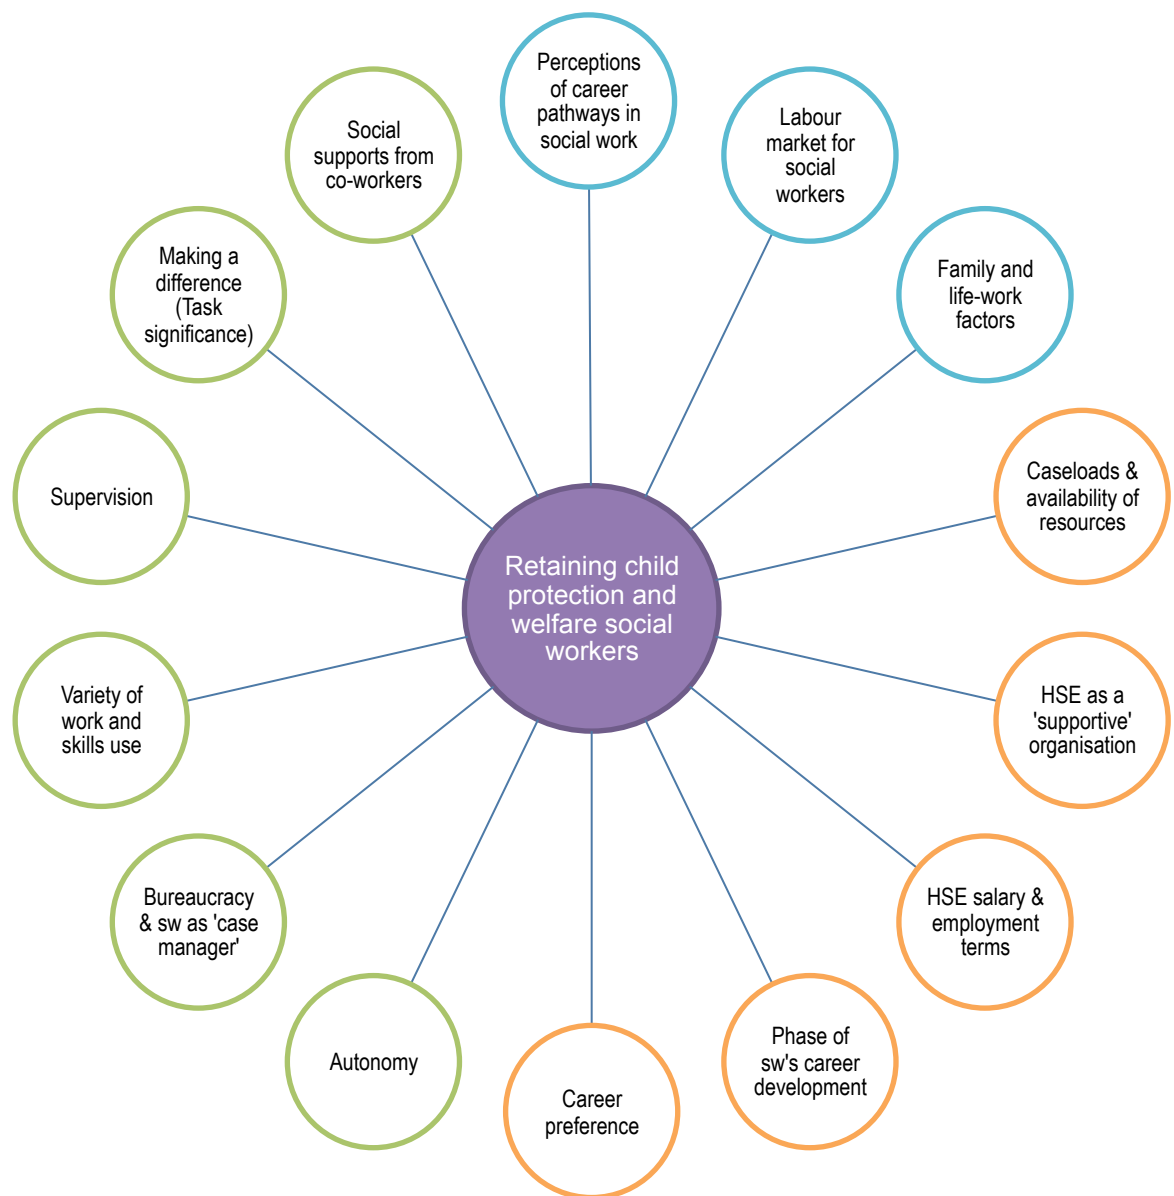 Perceptions
of career
pathways in
social work
Labour
market for
social
workers
Family and
life-work
factors
Caseloads &
availability of
resources
HSE as a
'supportive'
organisation
HSE salary &
employment
terms
Phase of
sw's career
development
Career
preference
Autonomy
Bureaucracy
& sw as 'case
manager'
Variety of
work and
skills use
Supervision
Making a
difference
(Task
significance)
Social
supports from
co-workers
Retaining child
protection and
welfare social
workers